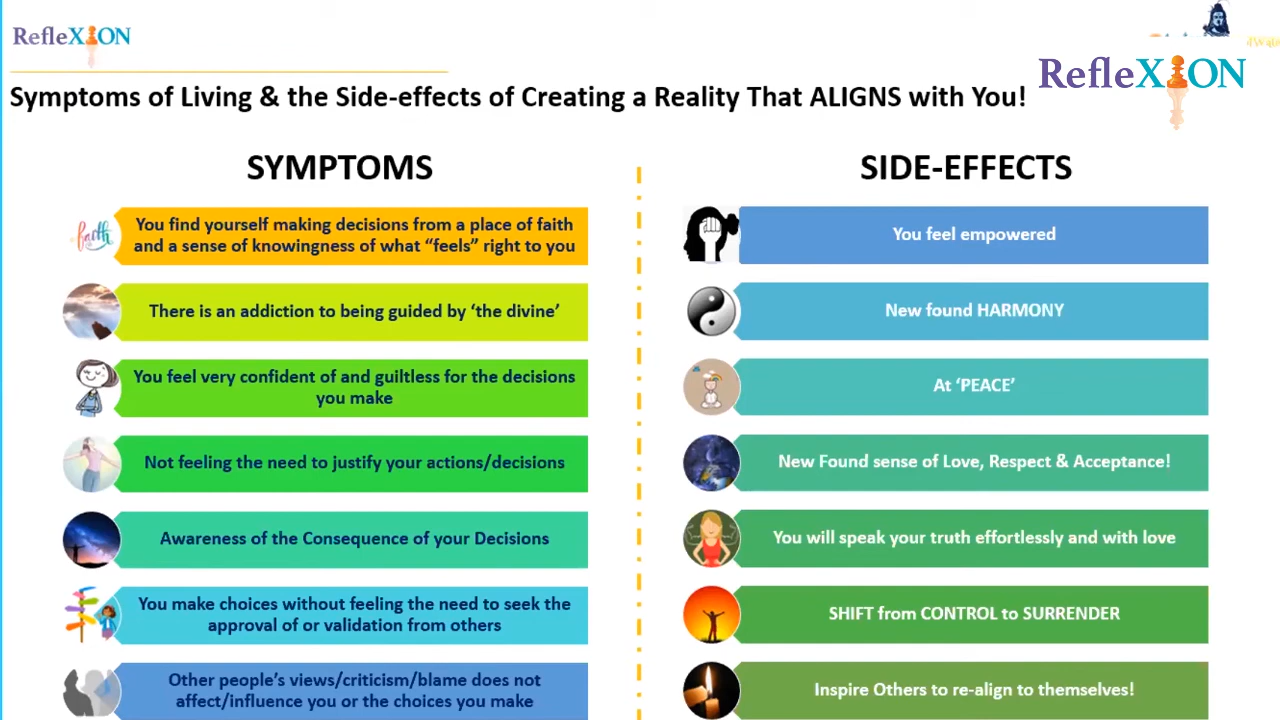 RefleXION
RefleXION
Symptoms of Living & the Side-effects of Creating a Reality That ALIGNS with You!
SYMPTOMS
faith
You find yourself making decisions from a place of faith
and a sense of knowingness of what “feels” right to you
There is an addiction to being guided by ‘the divine’
You feel very confident of and guiltless for the decisions
you make
Not feeling the need to justify your actions/decisions
Awareness of the Consequence of your Decisions
You make choices without feeling the need to seek the
approval of or validation from others
Other people’s views/criticism/blame does not
affect/influence you or the choices you make
SIDE-EFFECTS
You feel empowered
New found HARMONY
At ‘PEACE’
New Found sense of Love, Respect & Acceptance!
You will speak your truth effortlessly and with love
SHIFT from CONTROL to SURRENDER
Inspire Others to re-align to themselves!